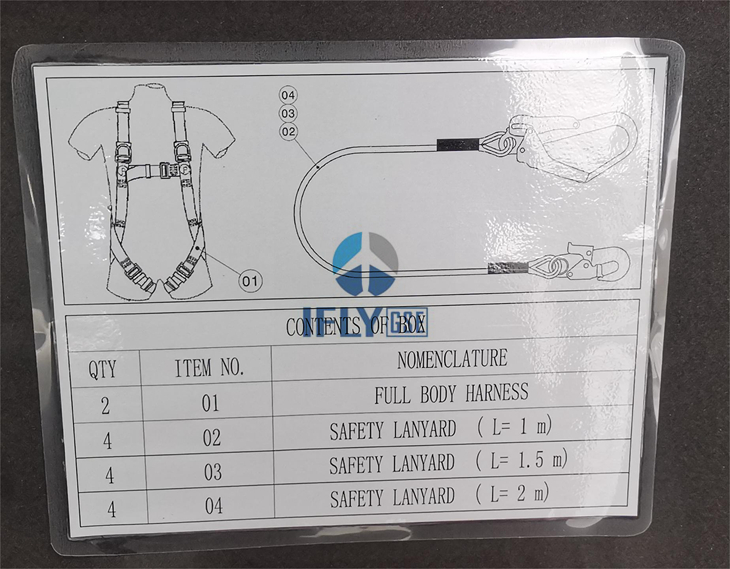 04
03
02
01
IFLY GSE
CONTENTS OF BOX
QTY ITEM NO. NOMENCLATURE
2 01 FULL BODY HARNESS
4 02 SAFETY LANYARD ( L= 1 m)
4 03 SAFETY LANYARD ( L= 1.5 m)
4 04 SAFETY LANYARD ( L= 2 m)